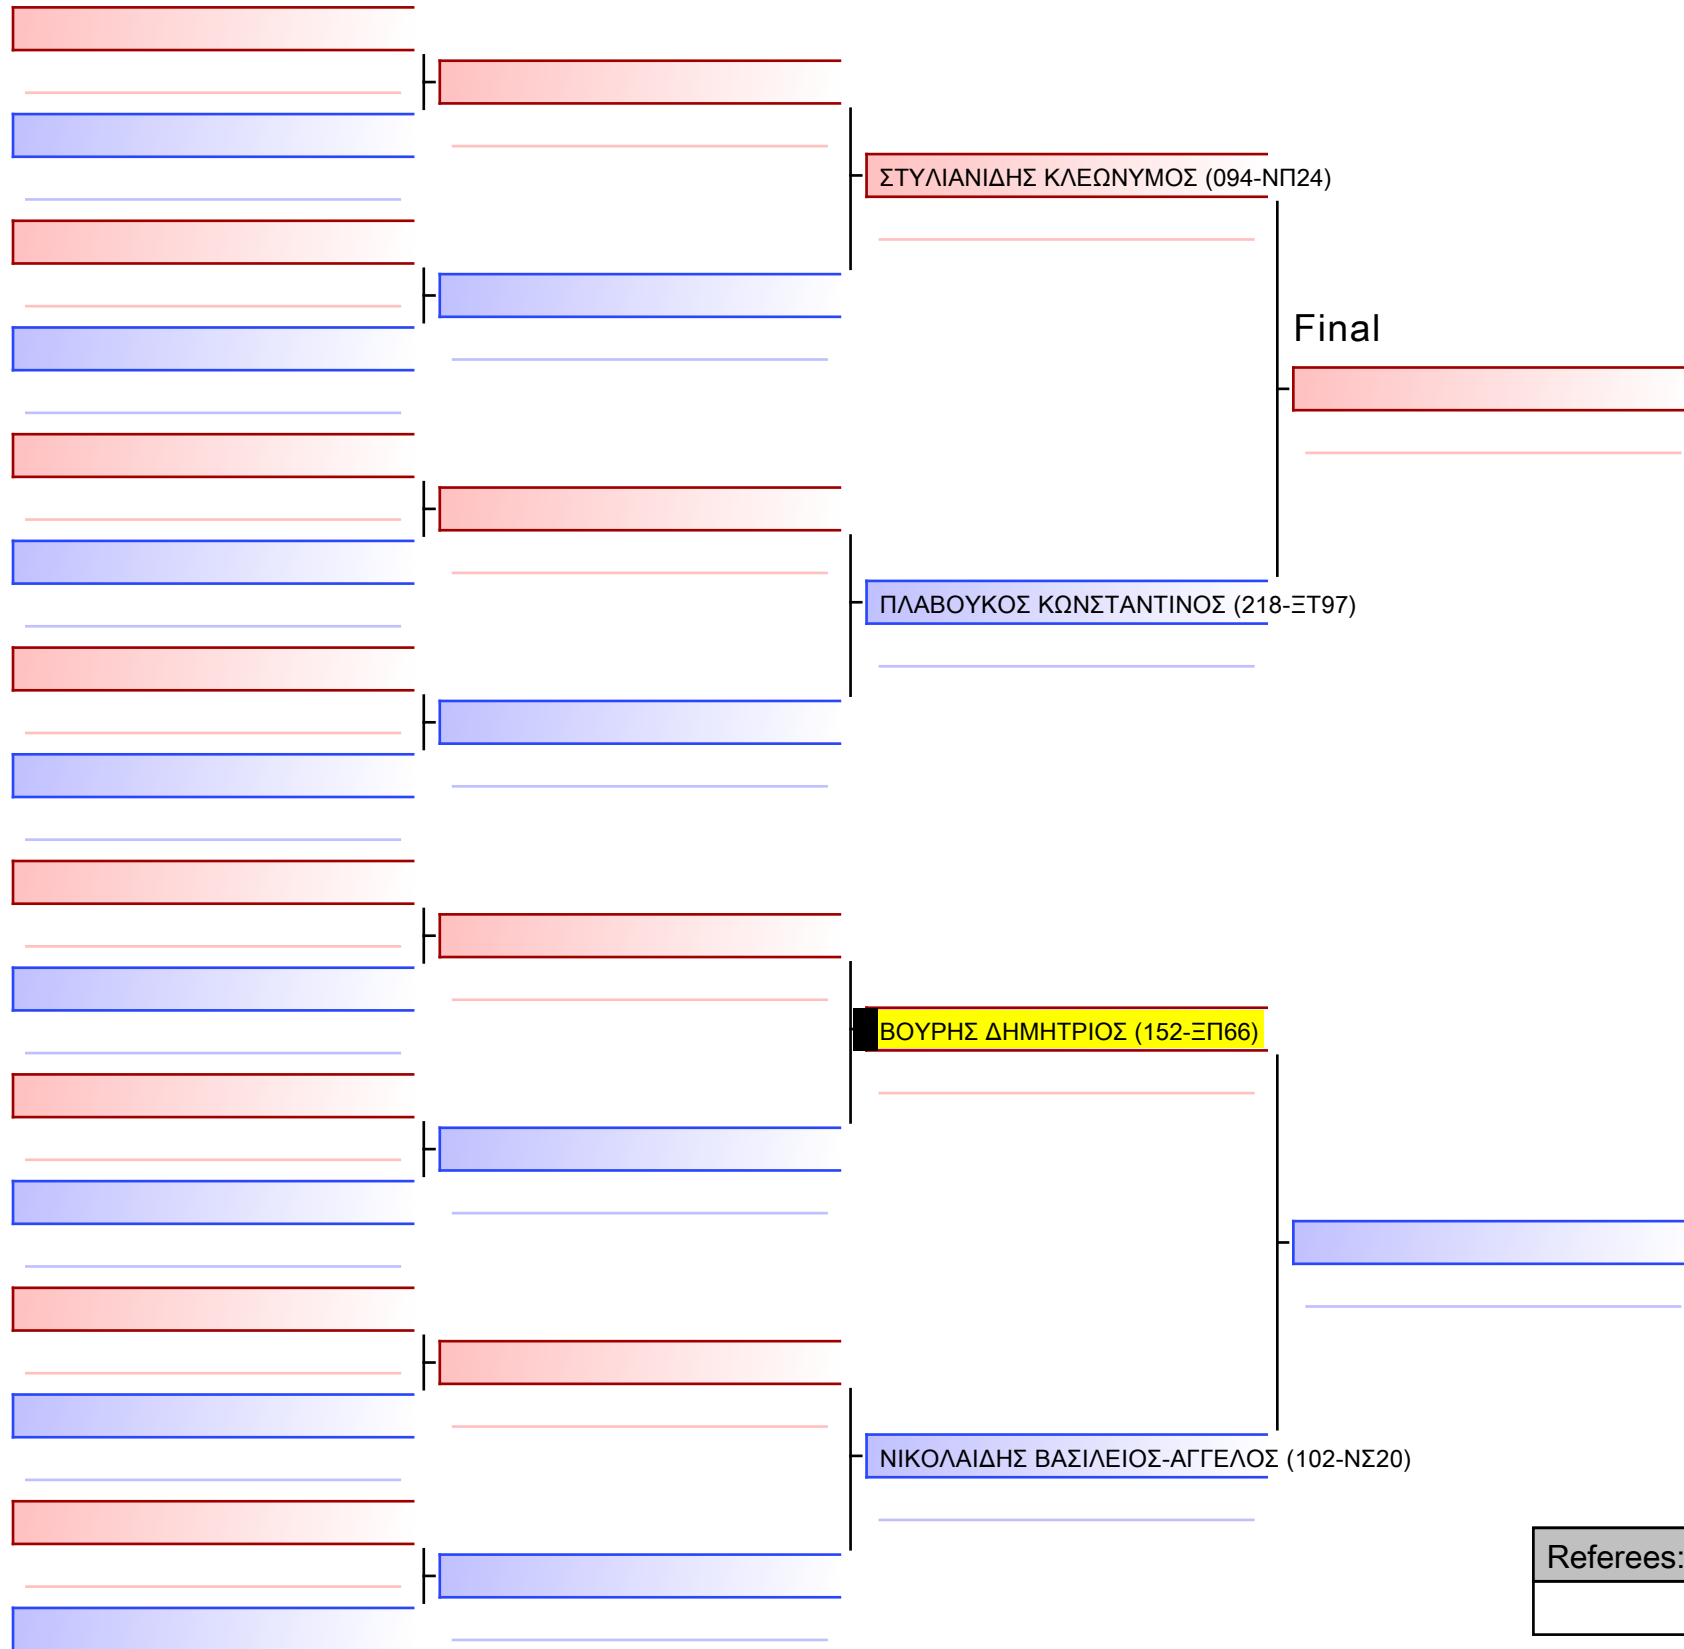 ΣΤΥΛΙΑΝΙΔΗΣ ΚΛΕΩΝΥΜΟΣ (094-ΝΠ24)
Final
ΠΛΑΒΟΥΚΟΣ ΚΩΝΣΤΑΝΤΙΝΟΣ (218-ΞΤ97)
ΒΟΥΡΗΣ ΔΗΜΗΤΡΙΟΣ (152-ΞΠ66)
ΝΙΚΟΛΑΙΔΗΣ ΒΑΣΙΛΕΙΟΣ-ΑΓΓΕΛΟΣ (102-ΝΣ20)
Referees: